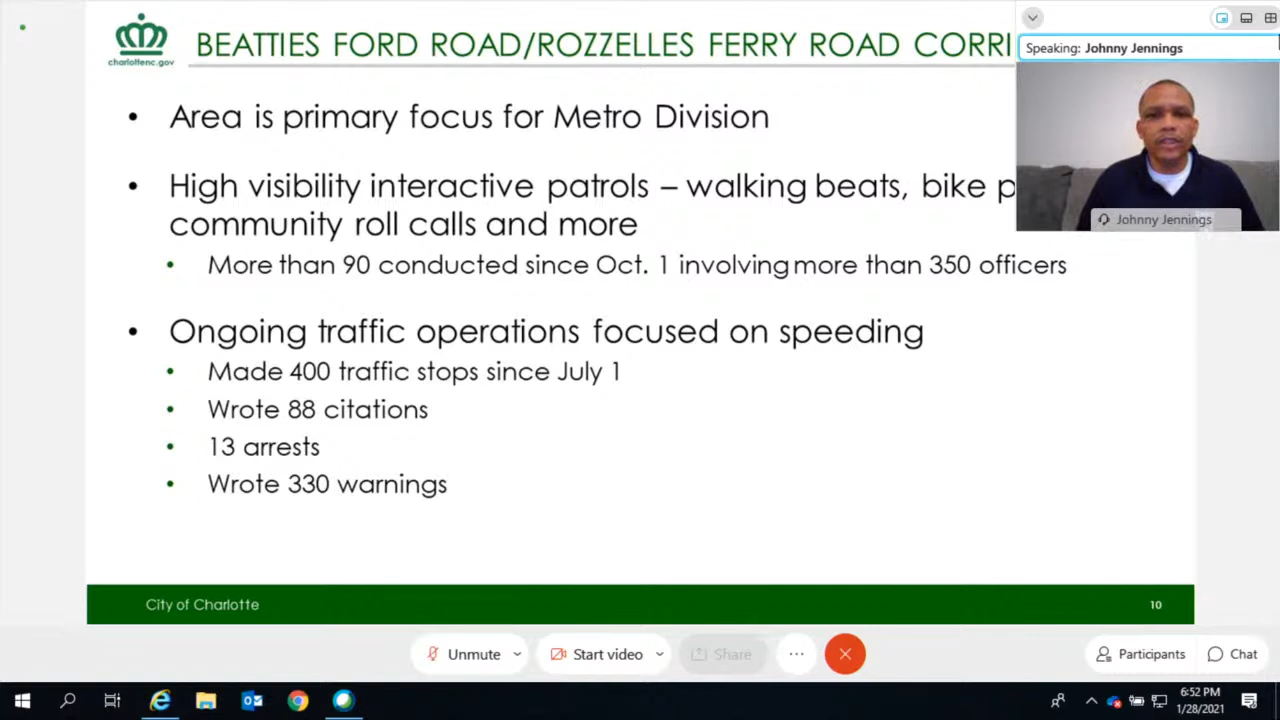 charlottenc.gov
BEATTIES FORD ROAD/ROZZELLES FERRY ROAD CORRI
Speaking: Johnny Jennings
Johnny Jennings
• Area is primary focus for Metro Division
• High visibility interactive patrols – walking beats, bike p
community roll calls and more
• More than 90 conducted since Oct. 1 involving more than 350 officers
• Ongoing traffic operations focused on speeding
• Made 400 traffic stops since July 1
• Wrote 88 citations
• 13 arrests
• Wrote 330 warnings
City of Charlotte
10
Unmute
Start video
Share
Participants
Chat
6:52 PM
1/28/2021